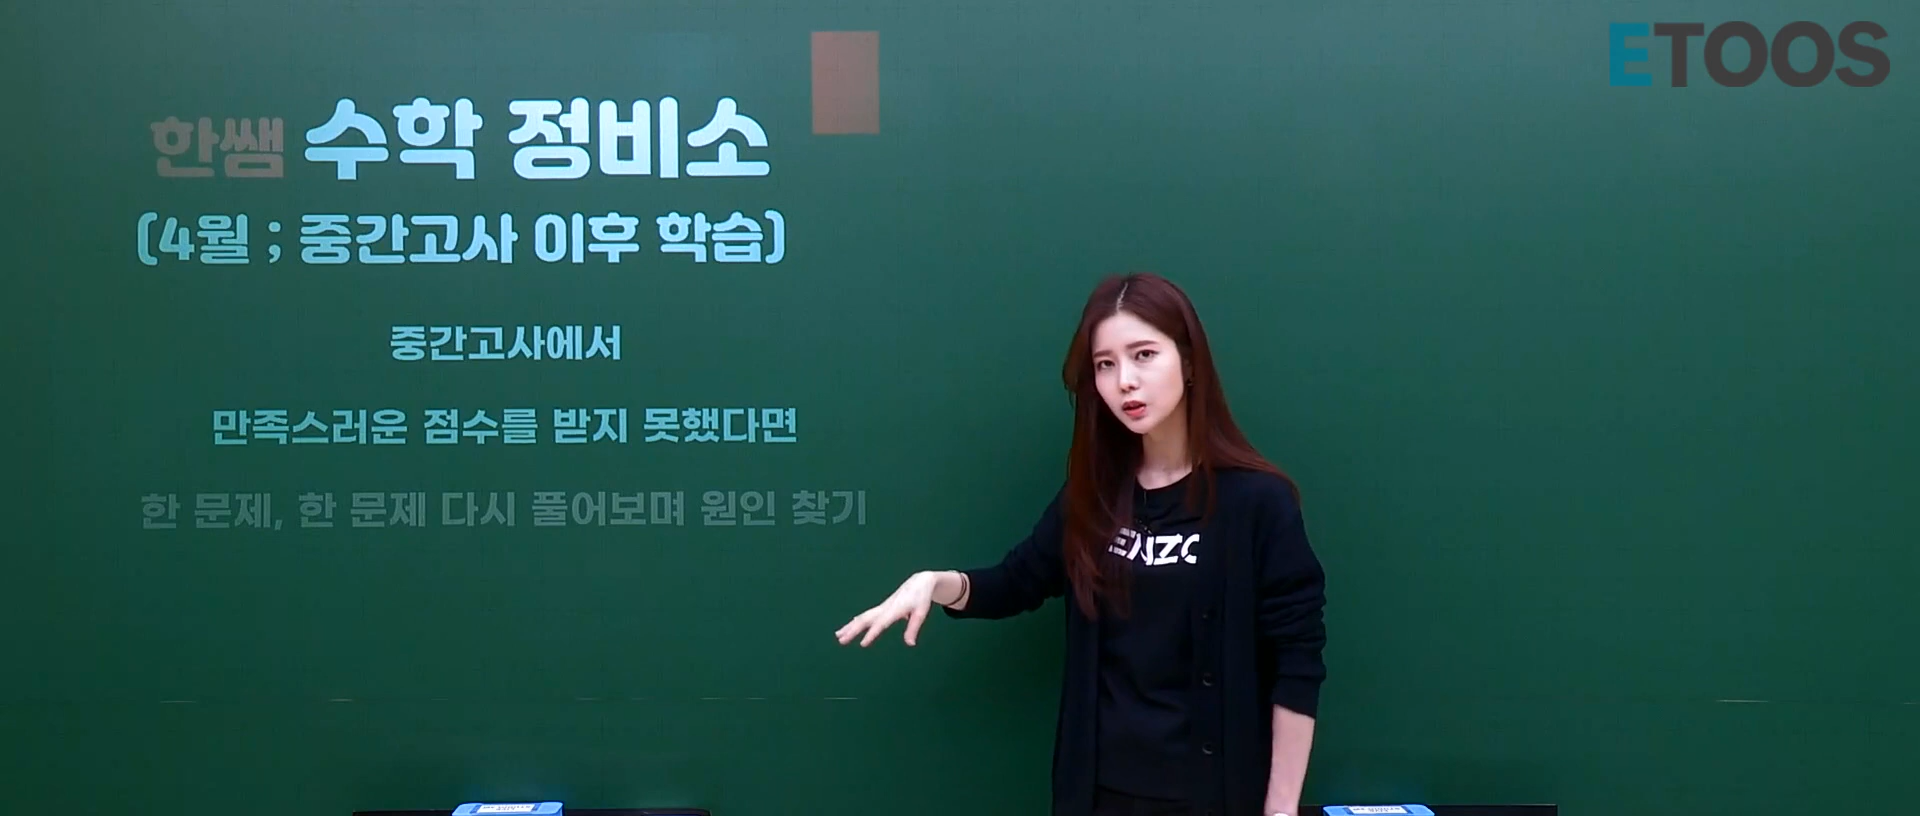 ETOOS
한쌤 수학 정비소
(4월 ; 중간고사 이후 학습)
중간고사에서
만족스러운 점수를 받지 못했다면
한 문제, 한 문제 다시 풀어보며 원인 찾기
ENZO